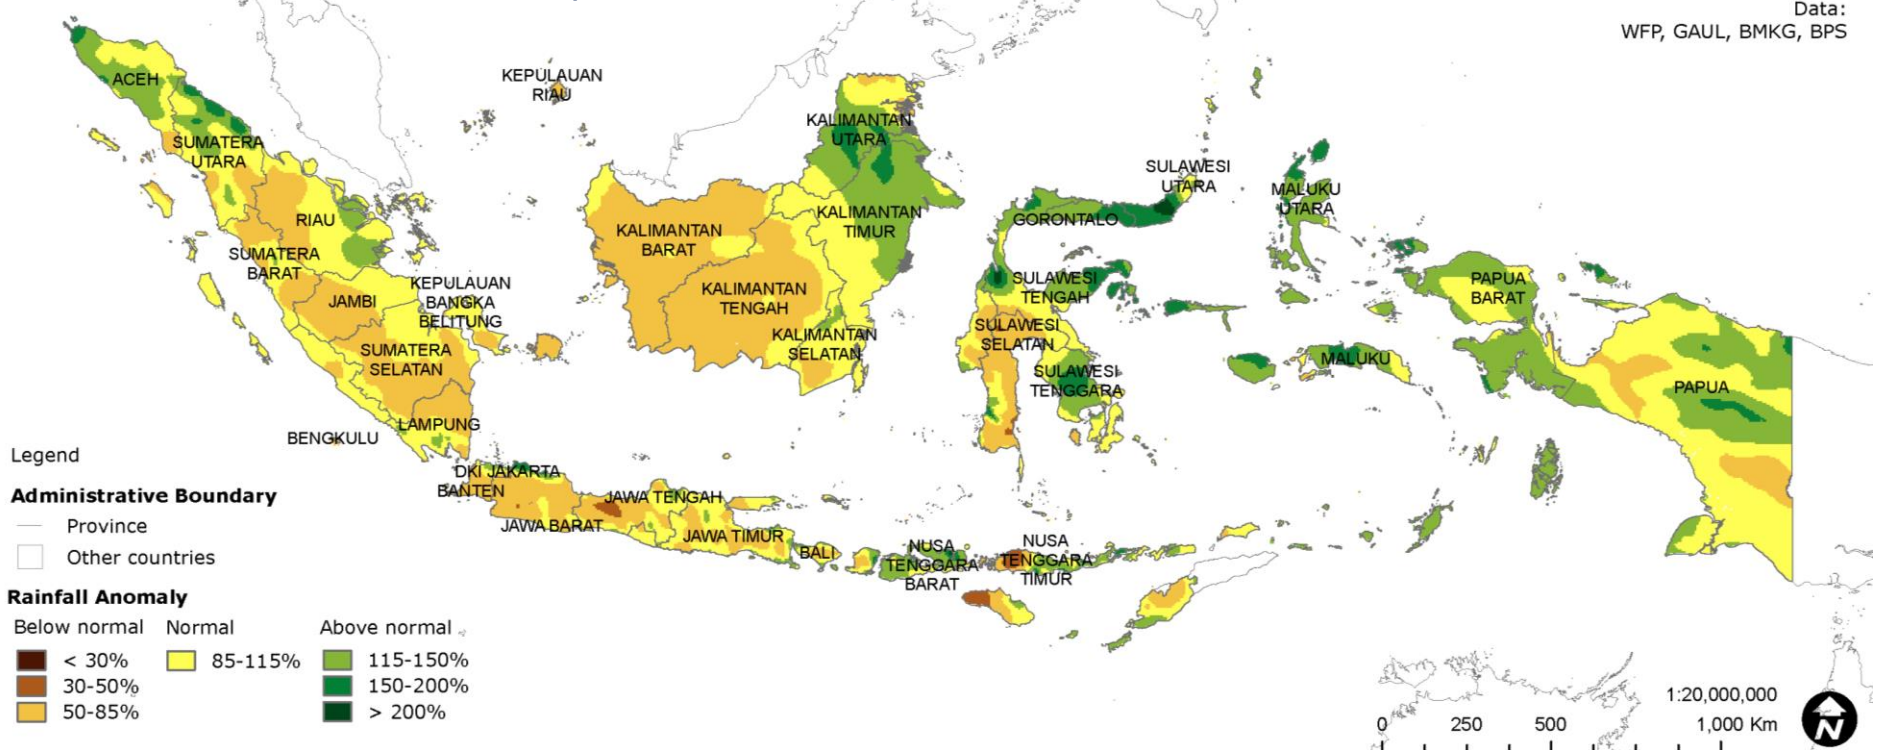 Data:
WFP, GAUL, BMKG, BPS
ACEH
SUMATERA
UTARA
RIAU
KEPULAUAN
RIAU
SUMATERA
BARAT
JAMBI
KEPULAUAN
BANGKA
BELITUNG
SUMATERA
SELATAN
LAMPUNG
BENGKULU
DKI JAKARTA
BANTEN
JAWA BARAT
JAWA TENGAH
JAWA TIMUR
BALI
NUSA
TENGGARA
BARAT
NUSA
TENGGARA
TIMUR
KALIMANTAN
UTARA
KALIMANTAN
BARAT
KALIMANTAN
TIMUR
KALIMANTAN
TENGAH
KALIMANTAN
SELATAN
SULAWESI
UTARA
GORONTALO
SULAWESI
TENGAH
SULAWESI
SELATAN
SULAWESI
TENGGARA
MALUKU
UTARA
MALUKU
PAPUA
BARAT
PAPUA
Legend
Administrative Boundary
Province
Other countries
Rainfall Anomaly
Below normal Normal Above normal
< 30% 85-115% 115-150%
30-50% 150-200%
50-85% > 200%
1:20,000,000
0 250 500 1,000 Km
N